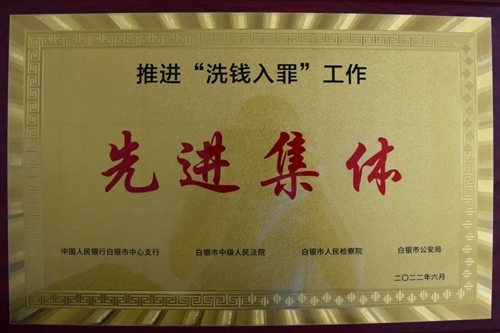 推进“洗钱入罪”工作
先进集体
中国人民银行白银市中心支行 白银市中级人民法院 白银市人民检察院 白银市公安局
二〇二二年六月